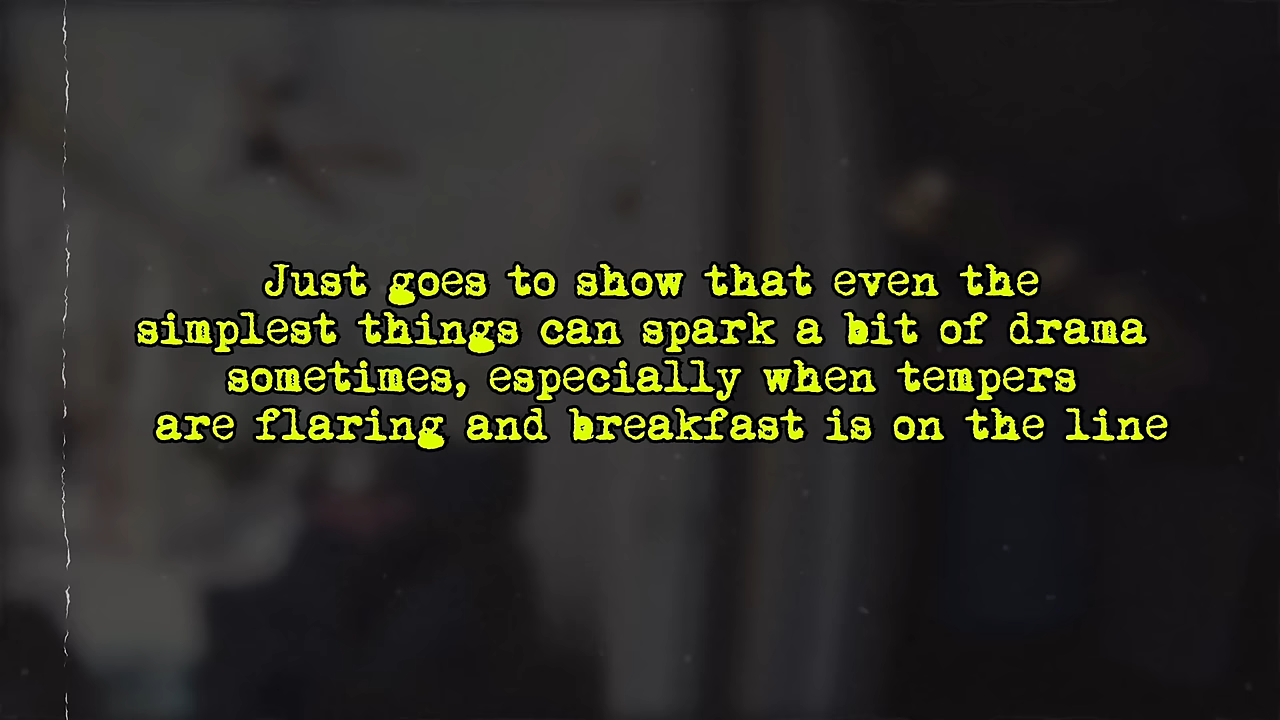 Just goes to show that even the
simplest things can spark a bit of drama
sometimes, especially when tempers
are flaring and breakfast is on the line